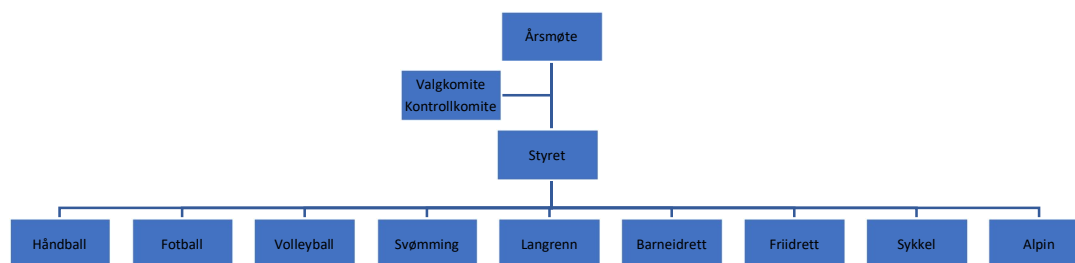 Årsmøte
Valgkomite
Kontrollkomite
Styret
Håndball
Fotball
Volleyball
Svømming
Langrenn
Barneidrett
Friidrett
Sykkel
Alpin